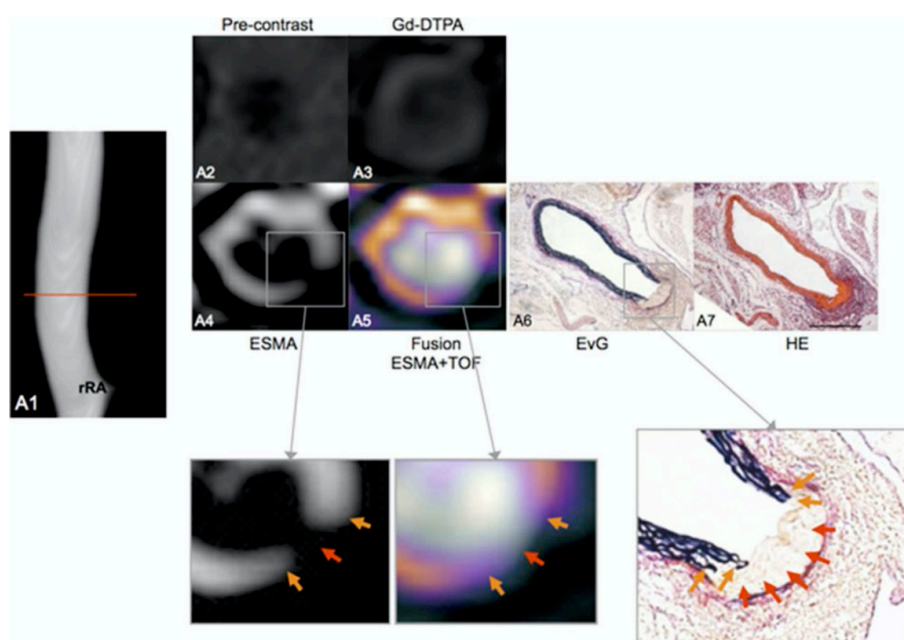 Pre-contrast
Gd-DTPA
A2
A3
rRA
A1
A4
A5
A6
A7
ESMA
Fusion
ESMA+TOF
EvG
HE